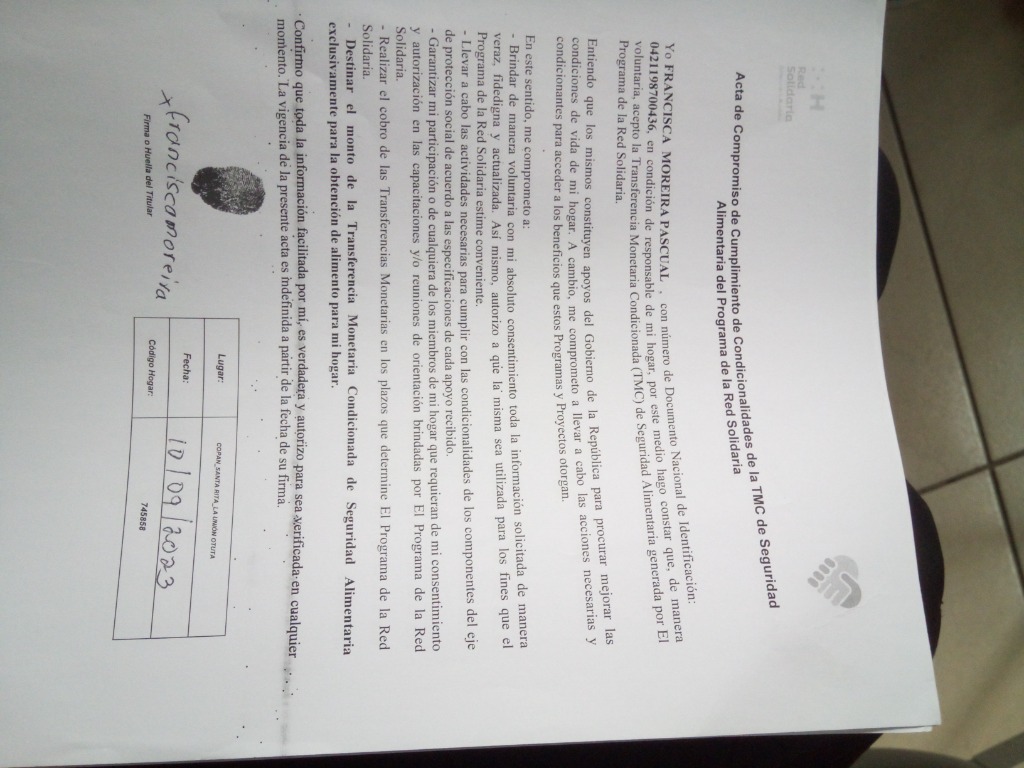 Red
Solidaria
Acta de Compromiso de Cumplimiento de Condicionalidades de la TMC de Seguridad
Alimentaria del Programa de la Red Solidaria
Yo FRANCISCA MOREIRA PASCUAL , con número de Documento Nacional de Identificación:
0421198700436, en condición de responsable de mi hogar, por este medio hago constar que, de manera
voluntaria, acepto la Transferencia Monetaria Condicionada (TMC) de Seguridad Alimentaria generada por El
Programa de la Red Solidaria.
Entiendo que los mismos constituyen apoyos del Gobierno de la República para procurar mejorar las
condiciones de vida de mi hogar. A cambio, me comprometo a llevar a cabo las acciones necesarias y
condicionantes para acceder a los beneficios que estos Programas y Proyectos otorgan.
En este sentido, me comprometo a:
- Brindar de manera voluntaria con mi absoluto consentimiento toda la información solicitada de manera
veraz, fidedigna y actualizada. Así mismo, autorizo a que la misma sea utilizada para los fines que el
Programa de la Red Solidaria estime conveniente.
- Llevar a cabo las actividades necesarias para cumplir con las condicionalidades de los componentes del eje
de protección social de acuerdo a las especificaciones de cada apoyo recibido.
- Garantizar mi participación o de cualquiera de los miembros de mi hogar que requieran de mi consentimiento
y autorización en las capacitaciones y/o reuniones de orientación brindadas por El Programa de la Red
Solidaria.
- Realizar el cobro de las Transferencias Monetarias en los plazos que determine El Programa de la Red
Solidaria.
- Destinar el monto de la Transferencia Monetaria Condicionada de Seguridad Alimentaria
exclusivamente para la obtención de alimento para mi hogar.
Confirmo que toda la información facilitada por mi, es verdadera y autorizo para sea verificada en cualquier
momento. La vigencia de la presente acta es indefinida a partir de la fecha de su firma.
x franciscamoreira
Firma o Huella del Titular
Lugar: COPAN_SANTA RITA_LA UNIÓN OTUTA
Fecha: 10/09/2023
Código Hogar: 745858